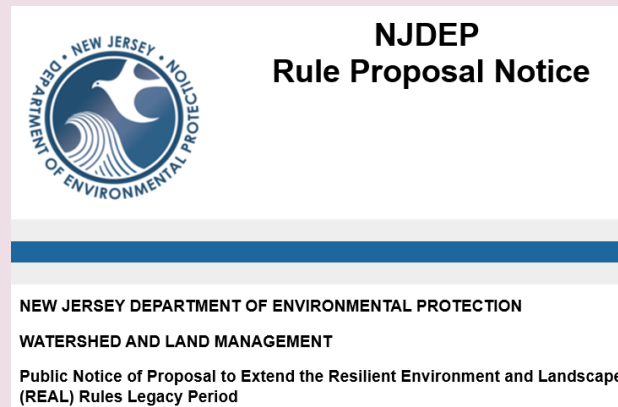 NJDEP
Rule Proposal Notice
NEW JERSEY
DEPARTMENT OF ENVIRONMENTAL PROTECTION
NEW JERSEY DEPARTMENT OF ENVIRONMENTAL PROTECTION
WATERSHED AND LAND MANAGEMENT
Public Notice of Proposal to Extend the Resilient Environment and Landscape
(REAL) Rules Legacy Period